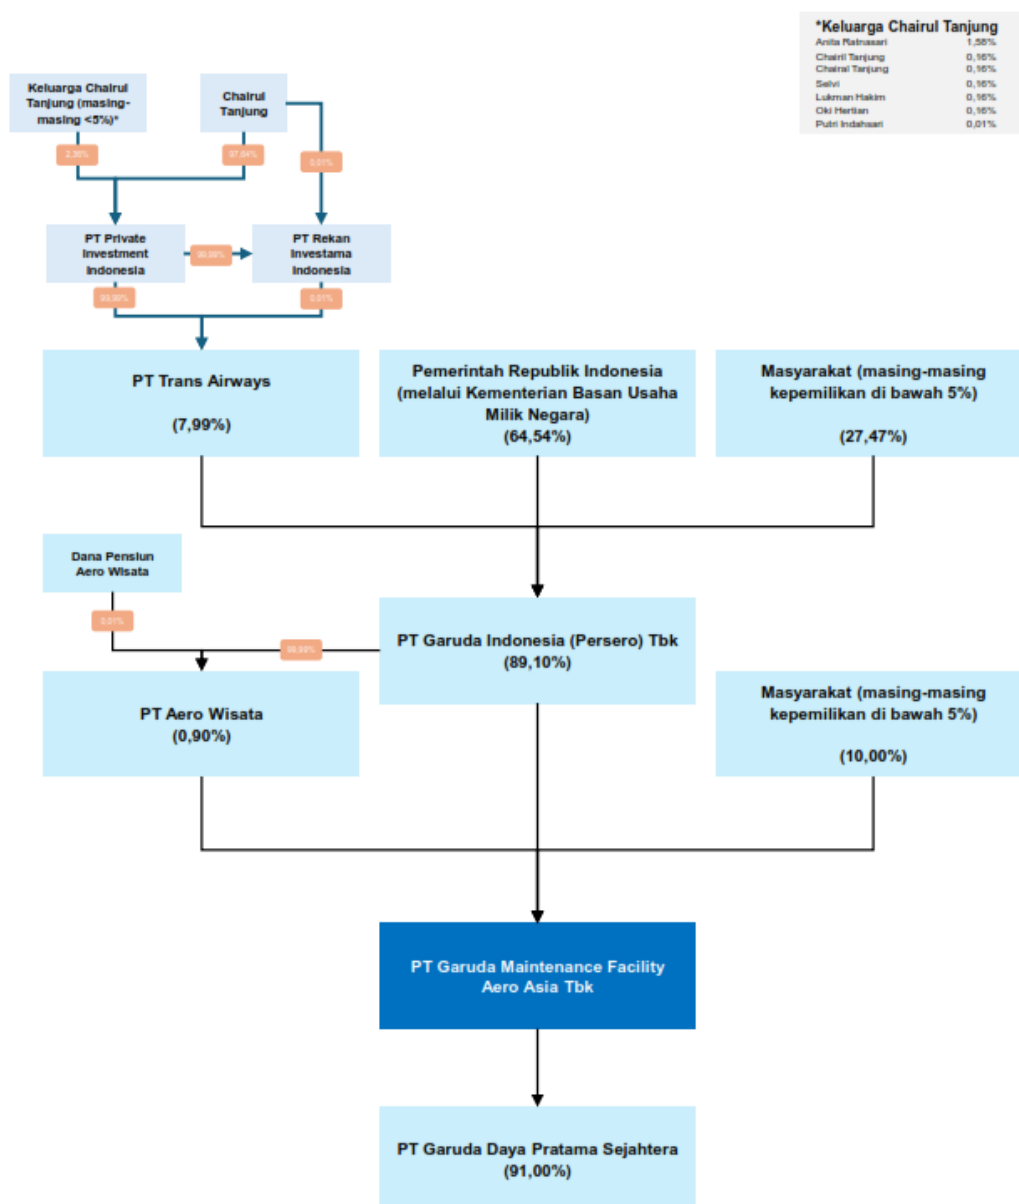 *Keluarga Chairul Tanjung
Anita Ratnasari 1,58%
Chairil Tanjung 0,16%
Chairal Tanjung 0,16%
Selvi 0,16%
Lukman Hakim 0,16%
Oki Hertian 0,16%
Putri Indahsari 0,01%
Keluarga Chairul
Tanjung (masing-
masing <5%)*
Chairul
Tanjung
2,36%
97,64%
0,01%
PT Private
Investment
Indonesia
99,99%
PT Rekan
Investama
Indonesia
0,01%
PT Trans Airways
(7,99%)
Pemerintah Republik Indonesia
(melalui Kementerian Basan Usaha
Milik Negara)
(64,54%)
Masyarakat (masing-masing
kepemilikan di bawah 5%)
(27,47%)
Dana Pensiun
Aero Wisata
0,01%
99,99%
PT Garuda Indonesia (Persero) Tbk
(89,10%)
PT Aero Wisata
(0,90%)
Masyarakat (masing-masing
kepemilikan di bawah 5%)
(10,00%)
PT Garuda Maintenance Facility
Aero Asia Tbk
PT Garuda Daya Pratama Sejahtera
(91,00%)